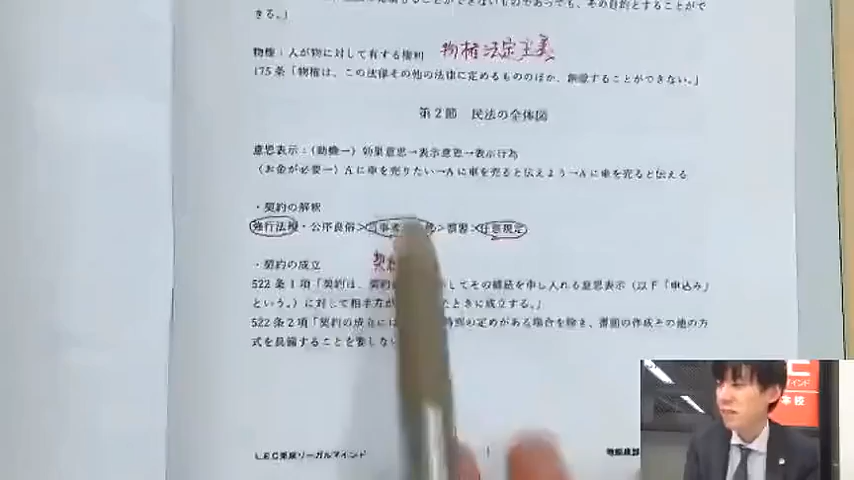 きる。」
物権：人が物に対して有する権利 物権法定主義
175条「物権は、この法律その他の法律に定めるもののほか、創設することができない。」
第2節 民法の全体図
意思表示：（動機→）効果意思→表示意思→表示行為
（お金が必要→）Aに車を売りたい→Aに車を売ると伝えよう→Aに車を売ると伝える
・契約の解釈
強行法規・公序良俗＞ ＞慣習＞任意規定
・契約の成立
522条1項「契約は、 してその締結を申し入れる意思表示（以下「申込み」
という。）に対して相手方が たときに成立する。」
522条2項「契約の成立には 特別の定めがある場合を除き、書面の作成その他の方
式を具備することを要しない
LEC東京リーガルマインド
インド
本校